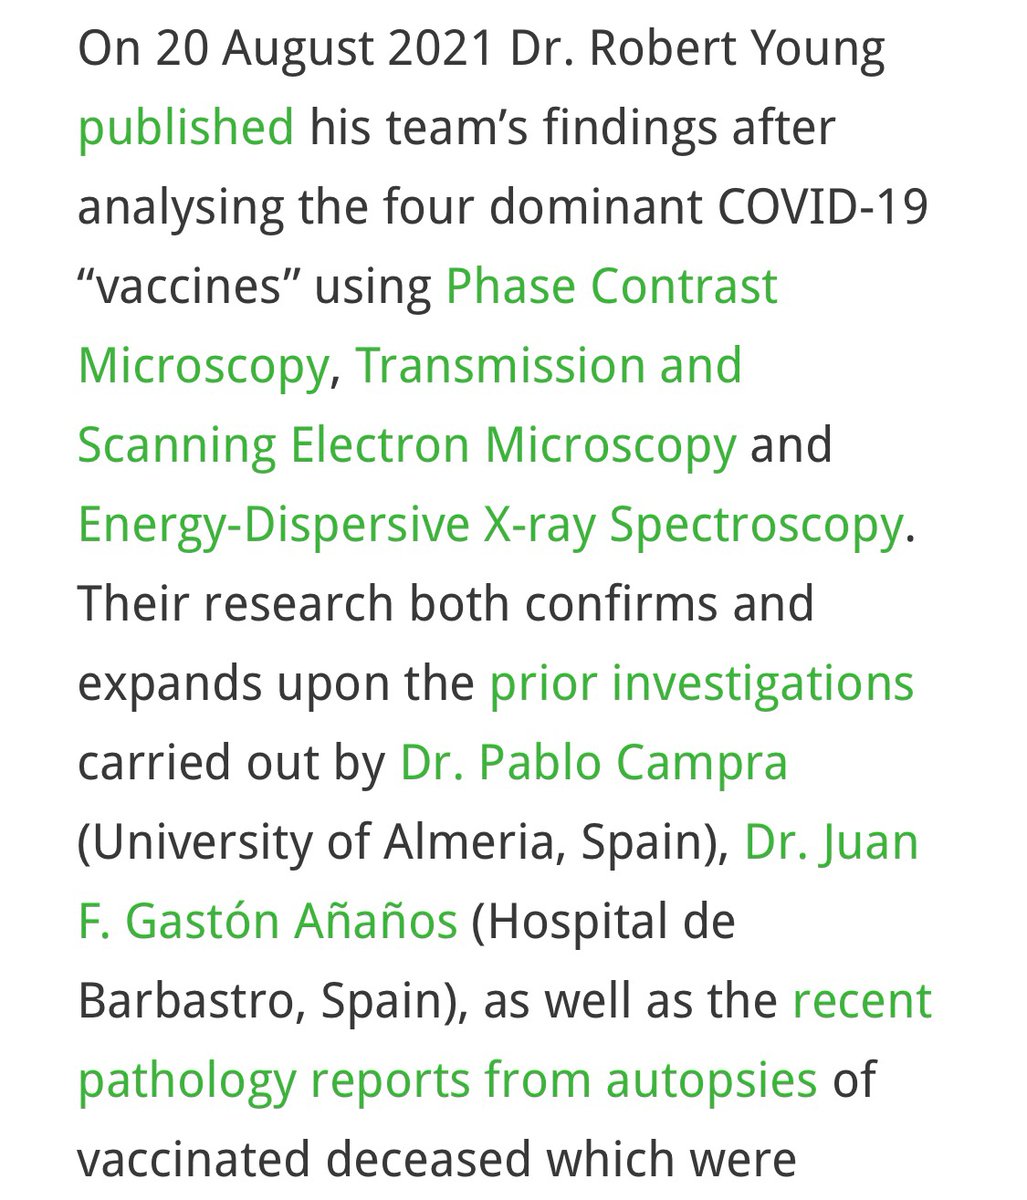 On 20 August 2021 Dr. Robert Young
published his team’s findings after
analysing the four dominant COVID-19
“vaccines” using Phase Contrast
Microscopy, Transmission and
Scanning Electron Microscopy and
Energy-Dispersive X-ray Spectroscopy.
Their research both confirms and
expands upon the prior investigations
carried out by Dr. Pablo Campra
(University of Almeria, Spain), Dr. Juan
F. Gastón Añaños (Hospital de
Barbastro, Spain), as well as the recent
pathology reports from autopsies of
vaccinated deceased which were